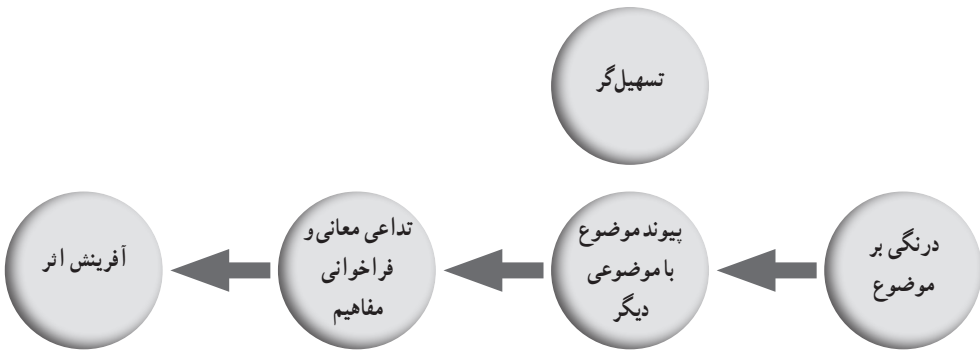 تسهیل‌گر
درنگی بر
موضوع
پیوند موضوع
با موضوعی
دیگر
تداعی معانی و
فراخوانی
مفاهیم
آفرینش اثر